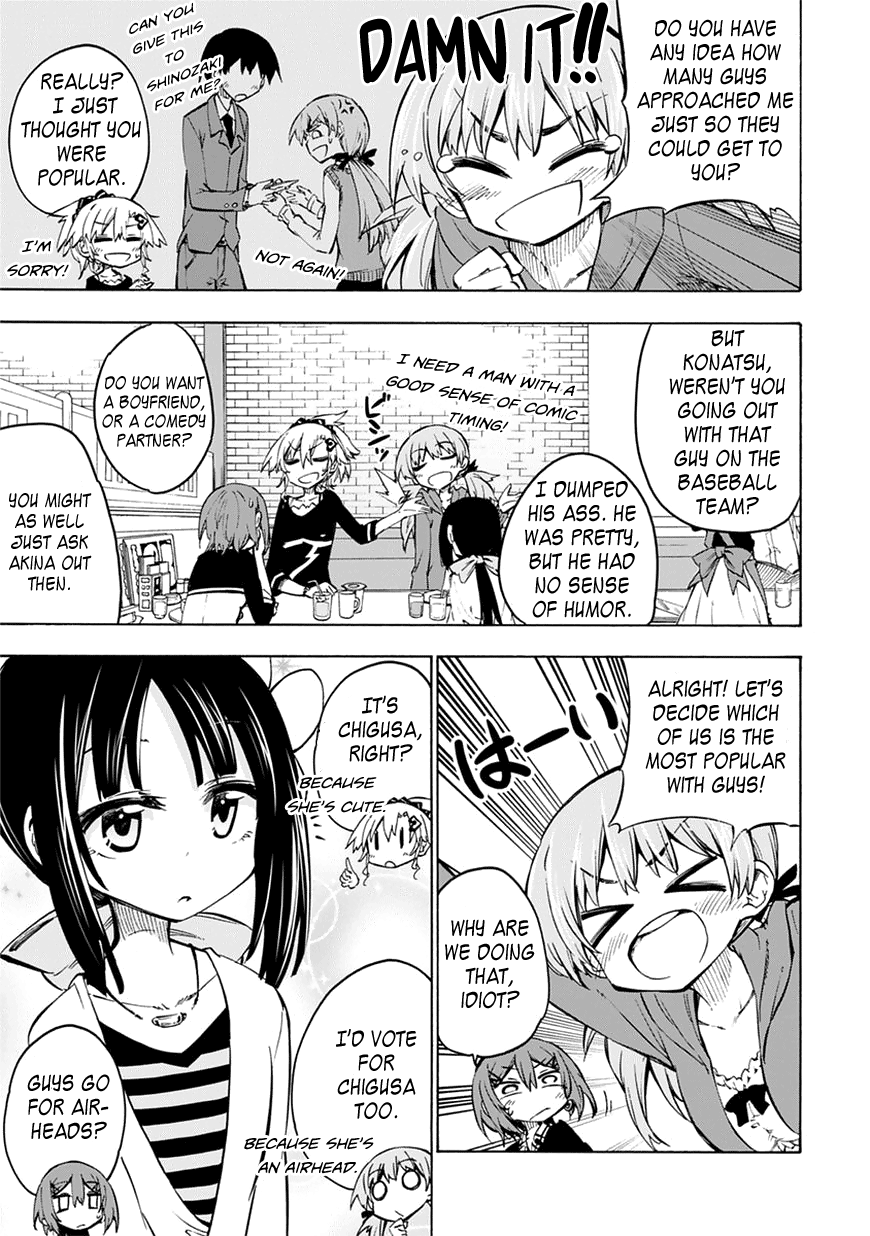 DO YOU HAVE
ANY IDEA HOW
MANY GUYS
APPROACHED ME
JUST SO THEY
COULD GET TO
YOU?
DAMN IT!!
CAN YOU
GIVE THIS
TO
SHINOZAKI
FOR ME?
NOT AGAIN!
REALLY?
I JUST
THOUGHT YOU
WERE
POPULAR.
I'M
SORRY!
BUT
KONATSU,
WEREN'T YOU
GOING OUT
WITH THAT
GUY ON THE
BASEBALL
TEAM?
I DUMPED
HIS ASS. HE
WAS PRETTY,
BUT HE HAD
NO SENSE
OF HUMOR.
I NEED A MAN WITH A
GOOD SENSE OF COMIC
TIMING!
ビシッ
DO YOU WANT
A BOYFRIEND,
OR A COMEDY
PARTNER?
YOU MIGHT
AS WELL
JUST ASK
AKINA OUT
THEN.
ALRIGHT! LET'S
DECIDE WHICH
OF US IS THE
MOST POPULAR
WITH GUYS!
はーい
WHY ARE
WE DOING
THAT,
IDIOT?
IT'S
CHIGUSA,
RIGHT?
BECAUSE
SHE'S CUTE.
I'D VOTE
FOR
CHIGUSA
TOO.
BECAUSE SHE'S
AN AIRHEAD.
GUYS GO
FOR AIR-
HEADS?